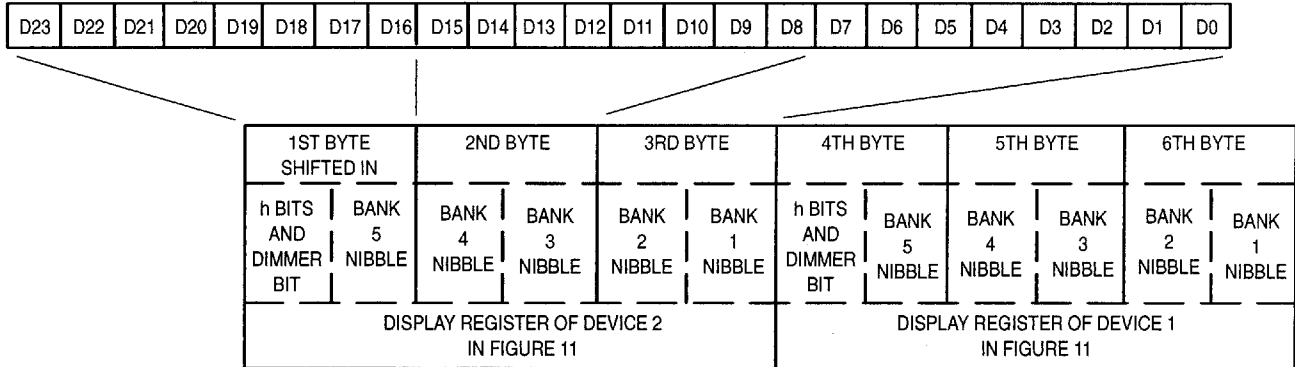 D23 D22 D21 D20 D19 D18 D17 D16 D15 D14 D13 D12 D11 D10 D9 D8 D7 D6 D5 D4 D3 D2 D1 D0
1ST BYTE 2ND BYTE 3RD BYTE 4TH BYTE 5TH BYTE 6TH BYTE
SHIFTED IN
h BITS BANK BANK BANK BANK BANK h BITS BANK BANK BANK BANK BANK
AND 5 4 3 2 1 AND 5 4 3 2 1
DIMMER NIBBLE NIBBLE NIBBLE NIBBLE NIBBLE DIMMER NIBBLE NIBBLE NIBBLE NIBBLE NIBBLE
BIT BIT
DISPLAY REGISTER OF DEVICE 2 DISPLAY REGISTER OF DEVICE 1
IN FIGURE 11 IN FIGURE 11